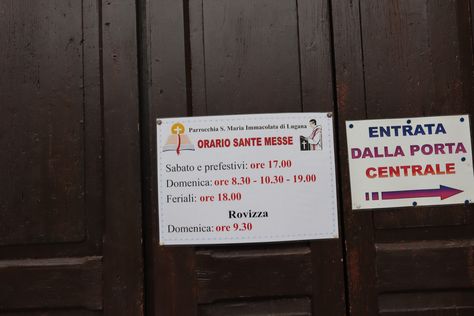 Parrocchia S. Maria Immacolata di Lugana
ORARIO SANTE MESSE
Sabato e prefestivi: ore 17.00
Domenica: ore 8.30 - 10.30 - 19.00
Feriali: ore 18.00
Rovizza
Domenica: ore 9.30
ENTRATA
DALLA PORTA
CENTRALE